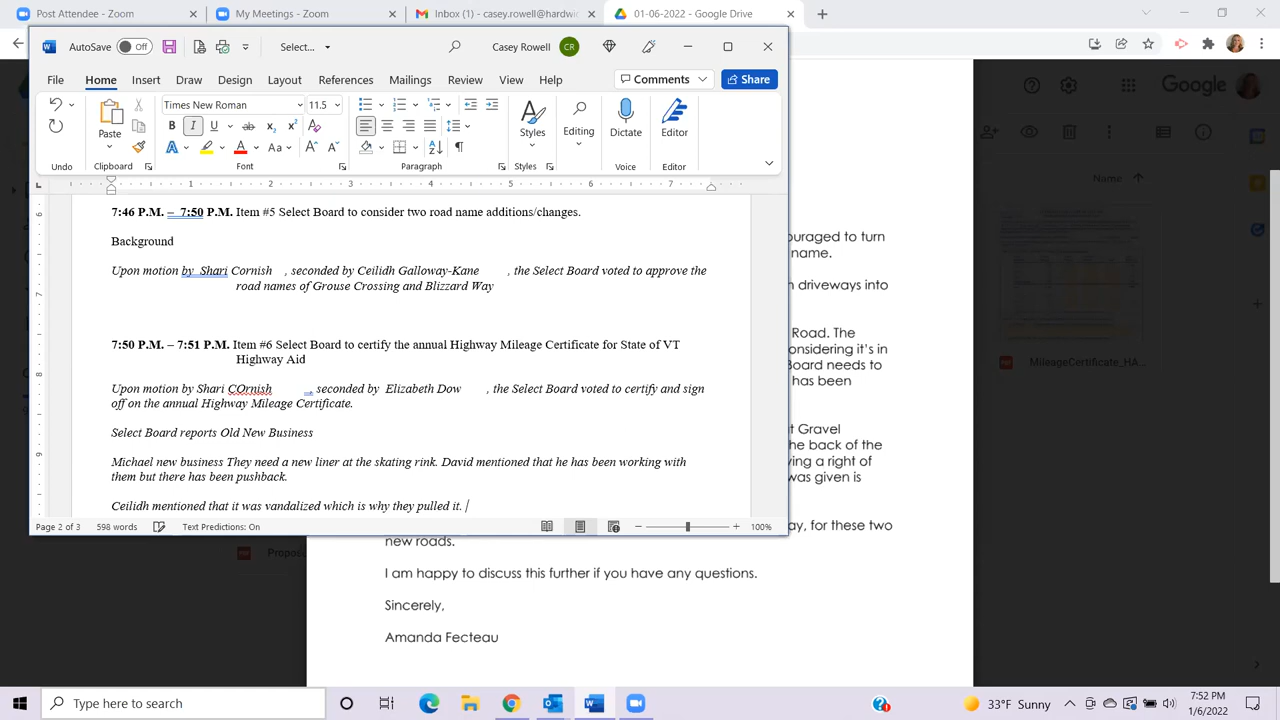 Post Attendee - Zoom
My Meetings - Zoom
Inbox (1) - casey.rowell@hardwi
01-06-2022 - Google Drive
AutoSave Off
Select...
Casey Rowell CR
File Home Insert Draw Design Layout References Mailings Review View Help Comments Share
Google
Times New Roman 11.5
Paste Styles Editing Dictate Editor
Undo Clipboard Font Paragraph Styles Voice Editor
Name
1 2 3 4 5 6 7
7:46 P.M. – 7:50 P.M. Item #5 Select Board to consider two road name additions/changes.
Background
Upon motion by Shari Cornish , seconded by Ceilidh Galloway-Kane , the Select Board voted to approve the
road names of Grouse Crossing and Blizzard Way
7:50 P.M. – 7:51 P.M. Item #6 Select Board to certify the annual Highway Mileage Certificate for State of VT
Highway Aid
Upon motion by Shari COrnish , seconded by Elizabeth Dow , the Select Board voted to certify and sign
off on the annual Highway Mileage Certificate.
Select Board reports Old New Business
Michael new business They need a new liner at the skating rink. David mentioned that he has been working with
them but there has been pushback.
Ceilidh mentioned that it was vandalized which is why they pulled it.
Page 2 of 3 598 words Text Predictions: On 100%
ouraged to turn
name.
n driveways into
Road. The
onsidering it's in
Board needs to
has been
MileageCertificate_HA...
et Gravel
he back of the
ving a right of
was given is
ay, for these two
new roads.
Propos
I am happy to discuss this further if you have any questions.
Sincerely,
Amanda Fecteau
Type here to search
33°F Sunny
7:52 PM
1/6/2022